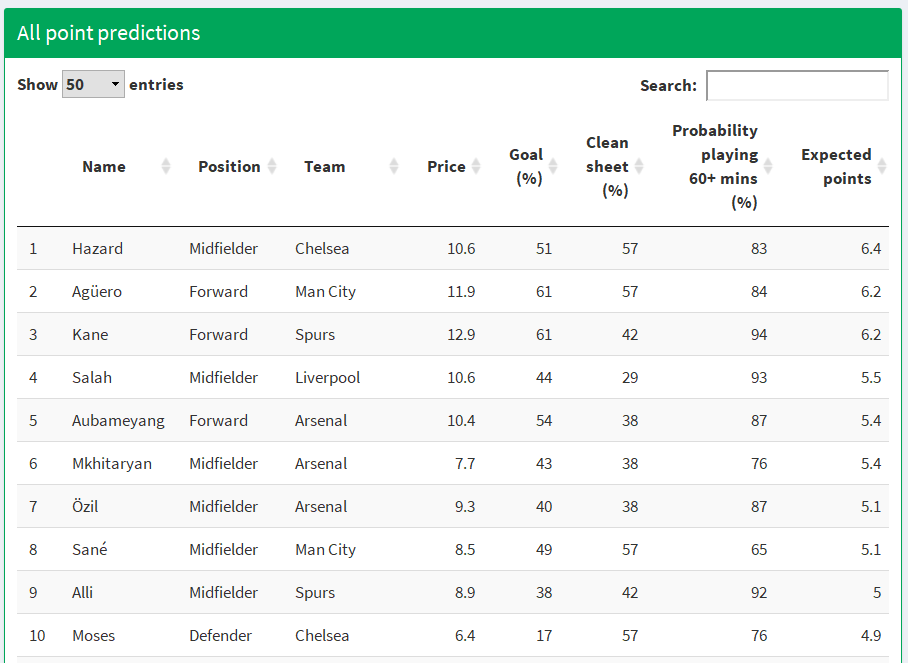 All point predictions
Show 50 entries Search:
Name Position Team Price Goal (%) Clean sheet (%) Probability playing 60+ mins (%) Expected points
1 Hazard Midfielder Chelsea 10.6 51 57 83 6.4
2 Agüero Forward Man City 11.9 61 57 84 6.2
3 Kane Forward Spurs 12.9 61 42 94 6.2
4 Salah Midfielder Liverpool 10.6 44 29 93 5.5
5 Aubameyang Forward Arsenal 10.4 54 38 87 5.4
6 Mkhitaryan Midfielder Arsenal 7.7 43 38 76 5.4
7 Özil Midfielder Arsenal 9.3 40 38 87 5.1
8 Sané Midfielder Man City 8.5 49 57 65 5.1
9 Alli Midfielder Spurs 8.9 38 42 92 5
10 Moses Defender Chelsea 6.4 17 57 76 4.9